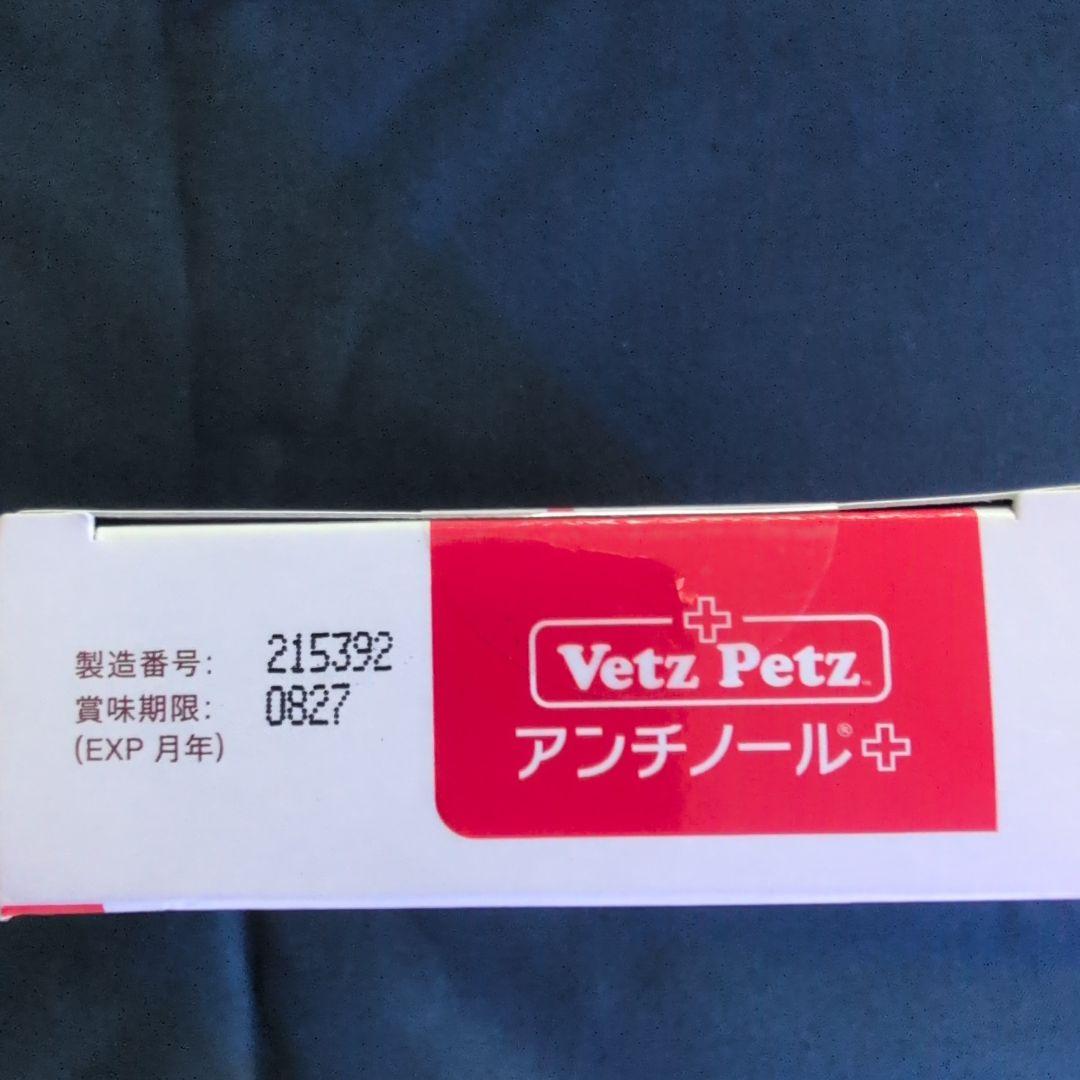 製造番号: 215392
賞味期限: 0827
(EXP 月年)
Vetz Petz™
アンチノール®+